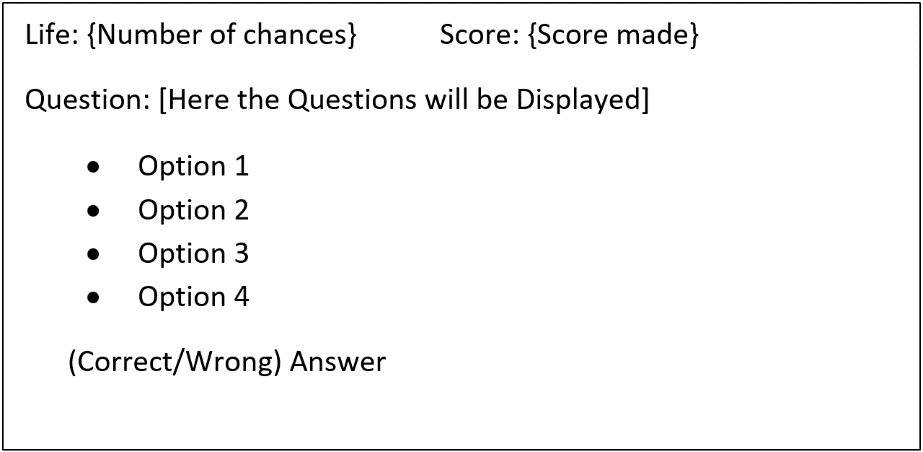 Life: {Number of chances} Score: {Score made}
Question: [Here the Questions will be Displayed]
• Option 1
• Option 2
• Option 3
• Option 4
(Correct/Wrong) Answer